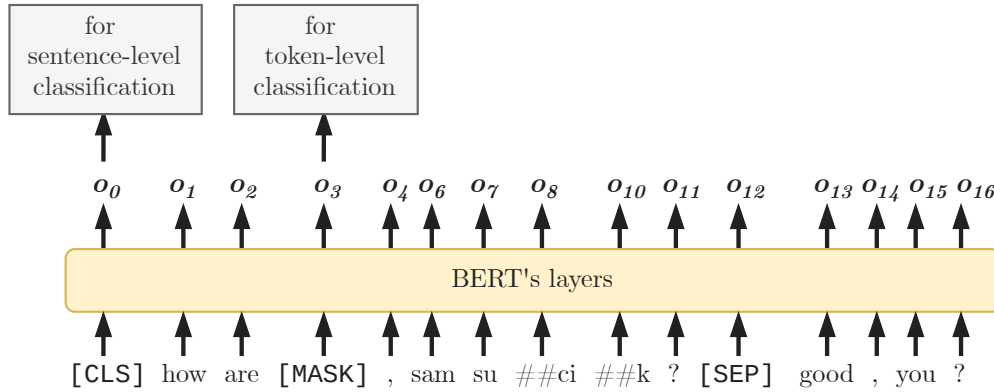 for
sentence-level
classification
for
token-level
classification
o0 o1 o2 o3 o4 o6 o7 o8 o10 o11 o12 o13 o14 o15 o16
BERT's layers
[CLS] how are [MASK] , sam su ##ci ##k ? [SEP] good , you ?